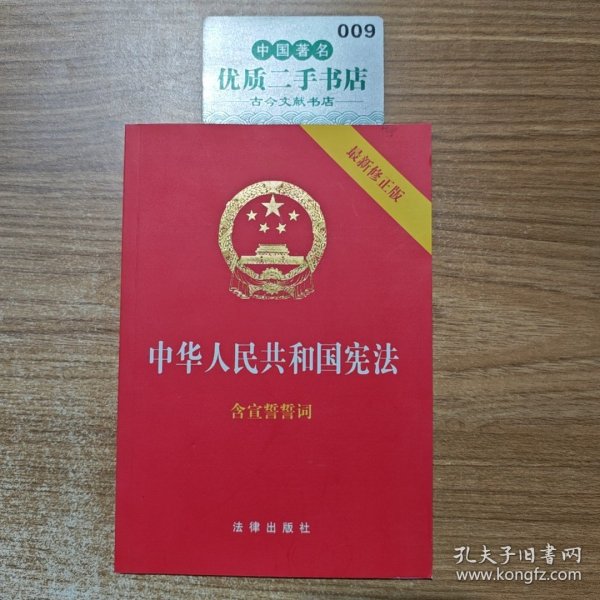 009
中国著名
优质二手书店
古今文献书店
最新修正版
中华人民共和国宪法
含宣誓誓词
法律出版社
孔夫子旧书网
www.kongfz.com